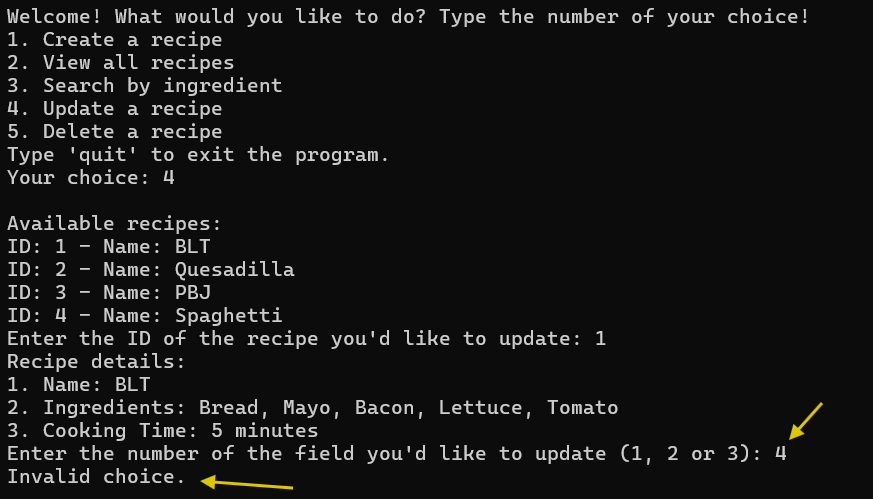 Welcome! What would you like to do? Type the number of your choice!
1. Create a recipe
2. View all recipes
3. Search by ingredient
4. Update a recipe
5. Delete a recipe
Type 'quit' to exit the program.
Your choice: 4
Available recipes:
ID: 1 - Name: BLT
ID: 2 - Name: Quesadilla
ID: 3 - Name: PBJ
ID: 4 - Name: Spaghetti
Enter the ID of the recipe you'd like to update: 1
Recipe details:
1. Name: BLT
2. Ingredients: Bread, Mayo, Bacon, Lettuce, Tomato
3. Cooking Time: 5 minutes
Enter the number of the field you'd like to update (1, 2 or 3): 4
Invalid choice.